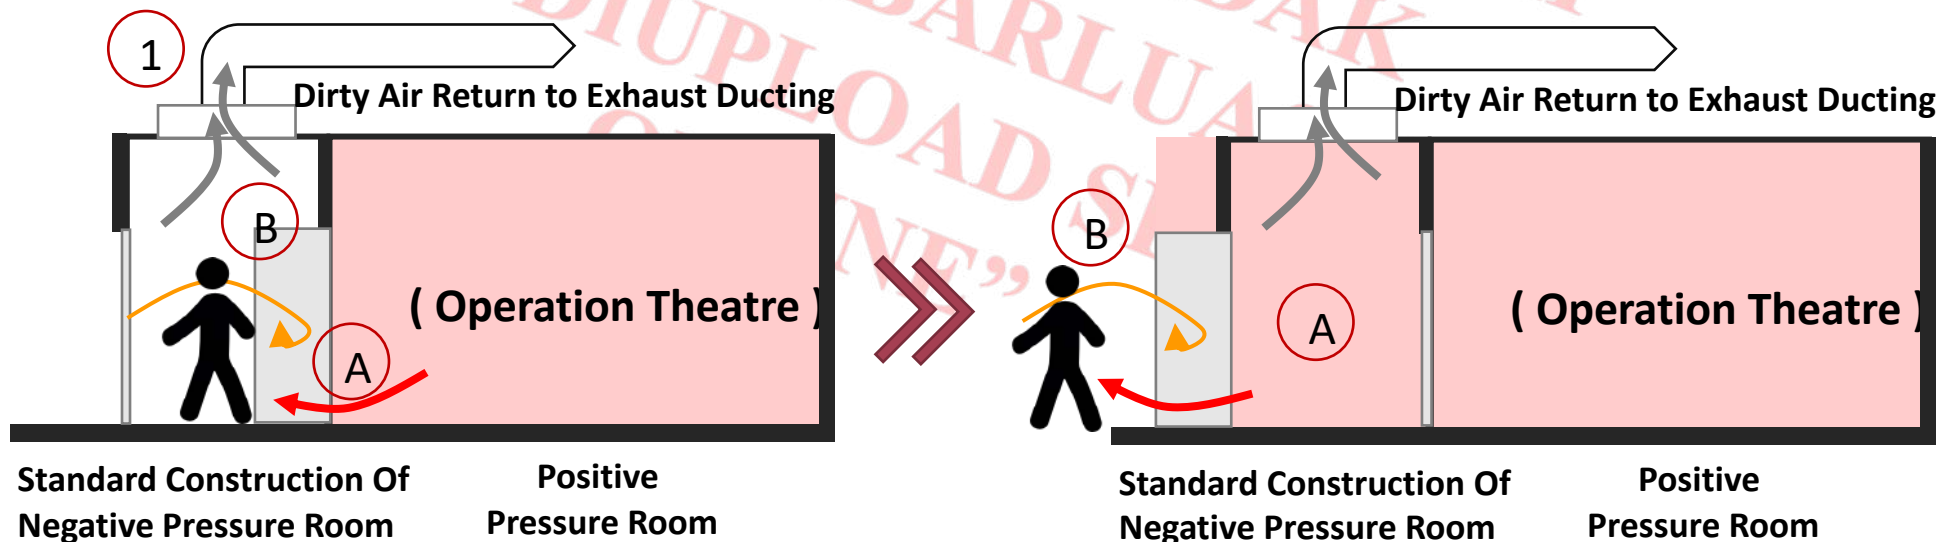 1
Dirty Air Return to Exhaust Ducting
B
( Operation Theatre )
A
Standard Construction Of
Negative Pressure Room
Positive
Pressure Room
Dirty Air Return to Exhaust Ducting
B
A
( Operation Theatre )
Standard Construction Of
Negative Pressure Room
Positive
Pressure Room
DIUPLOAD